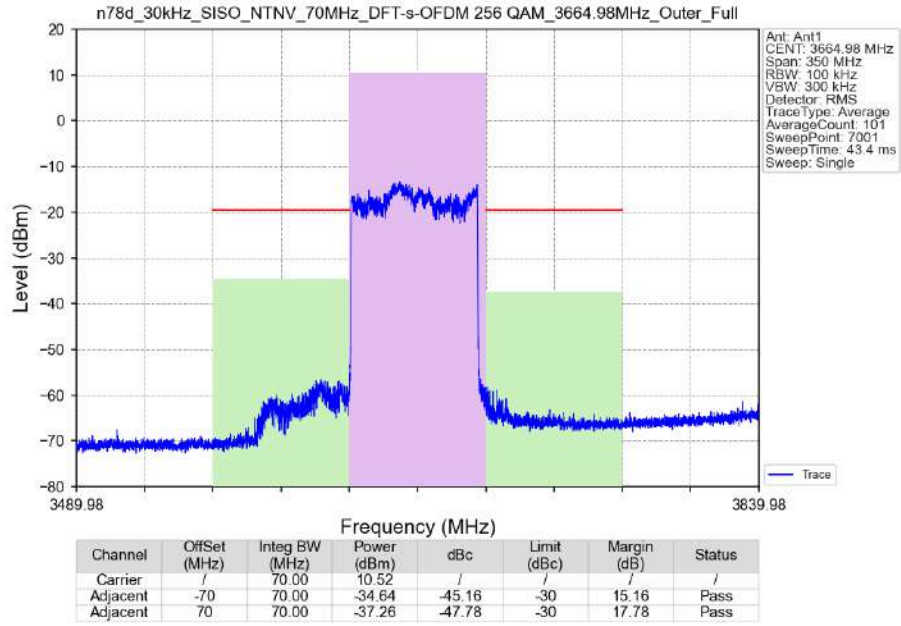 n78d_30kHz_SISO_NTNV_70MHz_DFT-s-OFDM 256 QAM_3664.98MHz_Outer_Full
Ant: Ant1
CENT: 3664.98 MHz
Span: 350 MHz
RBW: 100 kHz
VBW: 300 kHz
Detector: RMS
TraceType: Average
AverageCount: 101
SweepPoint: 7001
SweepTime: 43.4 ms
Sweep: Single
Level (dBm)
20
10
0
−10
−20
−30
−40
−50
−60
−70
−80
Trace
3489.98 3839.98
Frequency (MHz)
Channel OffSet (MHz) Integ BW (MHz) Power (dBm) dBc Limit (dBc) Margin (dB) Status
Carrier / 70.00 10.52 / / / /
Adjacent -70 70.00 -34.64 -45.16 -30 15.16 Pass
Adjacent 70 70.00 -37.26 -47.78 -30 17.78 Pass